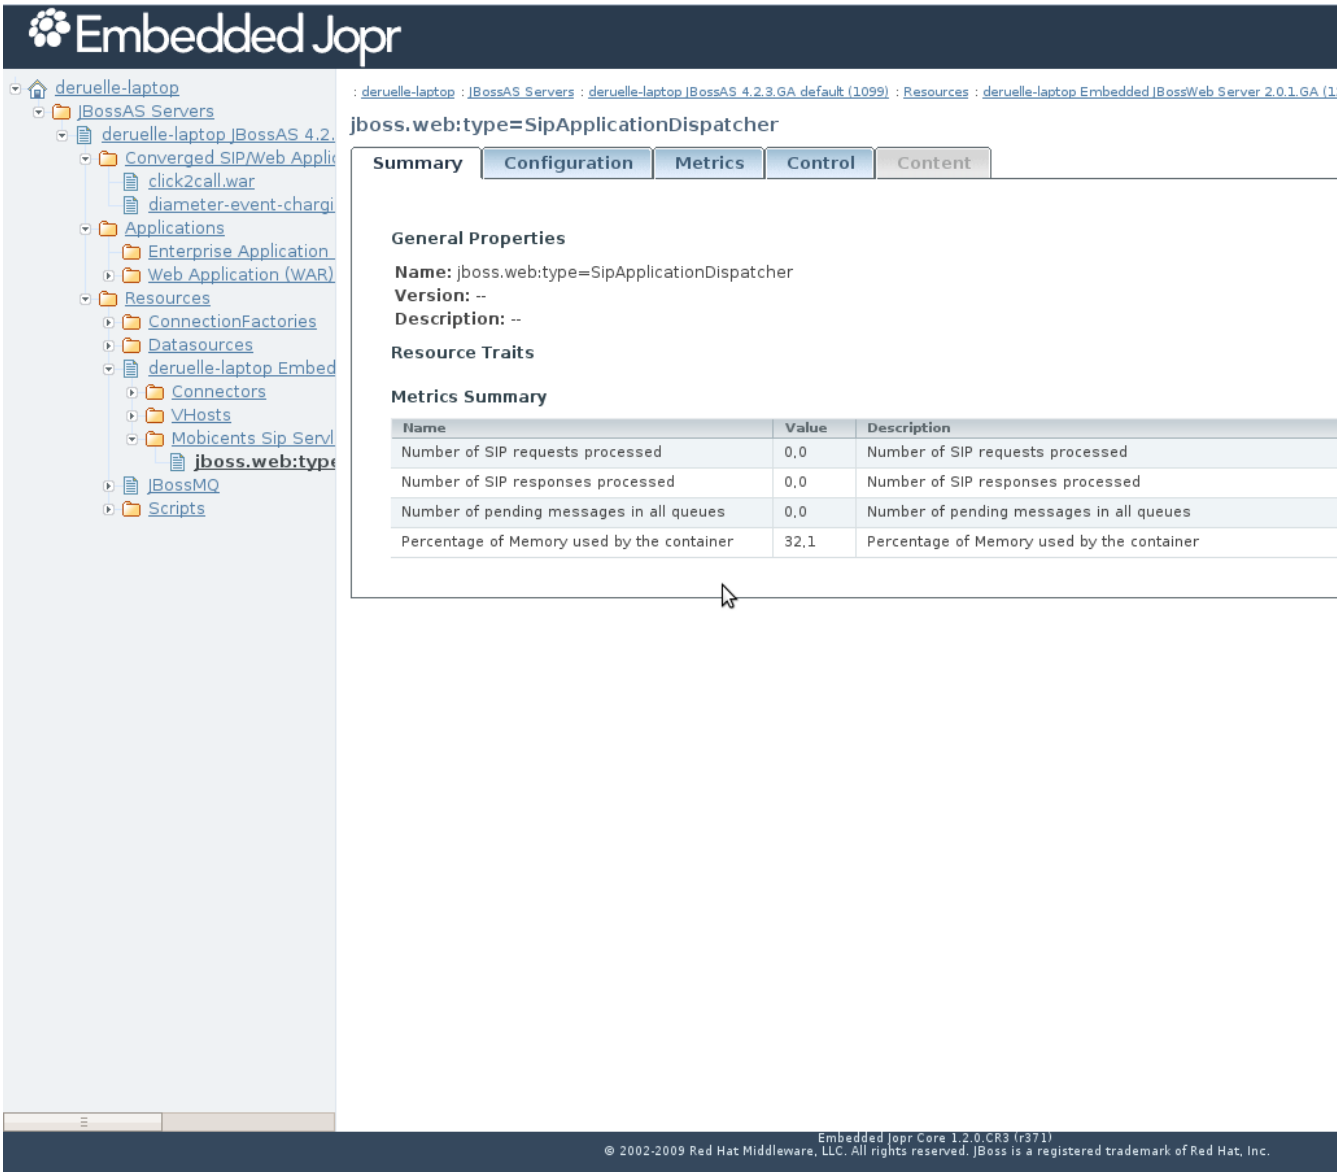 Embedded Jopr
deruelle-laptop
JBossAS Servers
deruelle-laptop JBossAS 4.2.
Converged SIP/Web Applic
click2call.war
diameter-event-chargi
Applications
Enterprise Application
Web Application (WAR)
Resources
ConnectionFactories
Datasources
deruelle-laptop Embed
Connectors
VHosts
Mobicents Sip Servl
jboss.web:type
JBossMQ
Scripts
: deruelle-laptop : JBossAS Servers : deruelle-laptop JBossAS 4.2.3.GA default (1099) : Resources : deruelle-laptop Embedded JBossWeb Server 2.0.1.GA (1
jboss.web:type=SipApplicationDispatcher
Summary Configuration Metrics Control Content
General Properties
Name: jboss.web:type=SipApplicationDispatcher
Version: --
Description: --
Resource Traits
Metrics Summary
Name Value Description
Number of SIP requests processed 0,0 Number of SIP requests processed
Number of SIP responses processed 0,0 Number of SIP responses processed
Number of pending messages in all queues 0,0 Number of pending messages in all queues
Percentage of Memory used by the container 32,1 Percentage of Memory used by the container
Embedded Jopr Core 1.2.0.CR3 (r371)
© 2002-2009 Red Hat Middleware, LLC. All rights reserved. JBoss is a registered trademark of Red Hat, Inc.